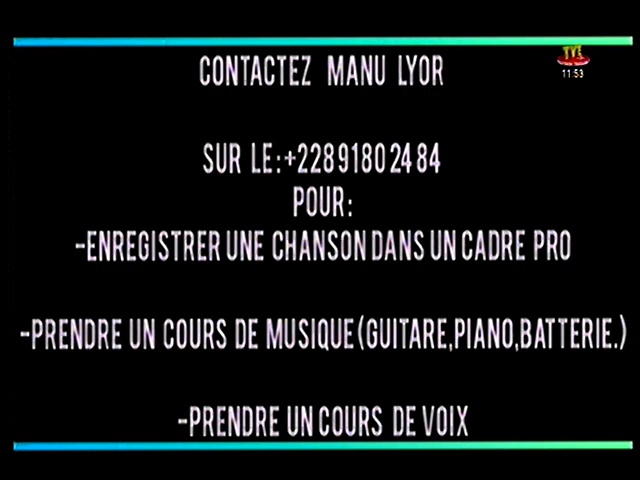 TVT
11:53
CONTACTEZ MANU LYOR
SUR LE:+228 91 80 24 84
POUR:
-ENREGISTRER UNE CHANSON DANS UN CADRE PRO
-PRENDRE UN COURS DE MUSIQUE(GUITARE,PIANO,BATTERIE.)
-PRENDRE UN COURS DE VOIX